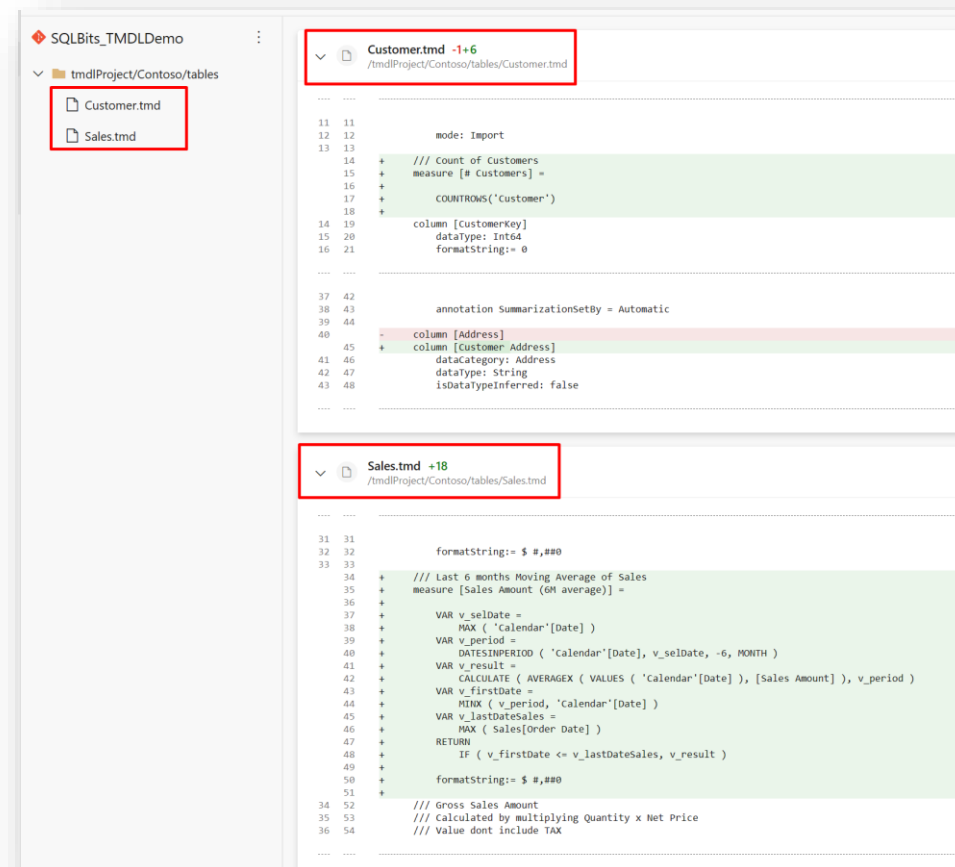 SQLBits_TMDLDemo
tmdlProject/Contoso/tables
Customer.tmd
Sales.tmd
Customer.tmd -1+6
/tmdlProject/Contoso/tables/Customer.tmd
11 11
12 12 mode: Import
13 13
14 + /// Count of Customers
15 + measure [# Customers] =
16 +
17 + COUNTROWS('Customer')
18 +
14 19 column [CustomerKey]
15 20 dataType: Int64
16 21 formatString:= 0
37 42
38 43 annotation SummarizationSetBy = Automatic
39 44
40 - column [Address]
45 + column [Customer Address]
41 46 dataCategory: Address
42 47 dataType: String
43 48 isDataTypeInferred: false
Sales.tmd +18
/tmdlProject/Contoso/tables/Sales.tmd
31 31
32 32 formatString:= $ #,##0
33 33
34 + /// Last 6 months Moving Average of Sales
35 + measure [Sales Amount (6M average)] =
36 +
37 + VAR v_selDate =
38 + MAX ( 'Calendar'[Date] )
39 + VAR v_period =
40 + DATESINPERIOD ( 'Calendar'[Date], v_selDate, -6, MONTH )
41 + VAR v_result =
42 + CALCULATE ( AVERAGEX ( VALUES ( 'Calendar'[Date] ), [Sales Amount] ), v_period )
43 + VAR v_firstDate =
44 + MINX ( v_period, 'Calendar'[Date] )
45 + VAR v_lastDateSales =
46 + MAX ( Sales[Order Date] )
47 + RETURN
48 + IF ( v_firstDate <= v_lastDateSales, v_result )
49 +
50 + formatString:= $ #,##0
51 +
34 52 /// Gross Sales Amount
35 53 /// Calculated by multiplying Quantity x Net Price
36 54 /// Value dont include TAX